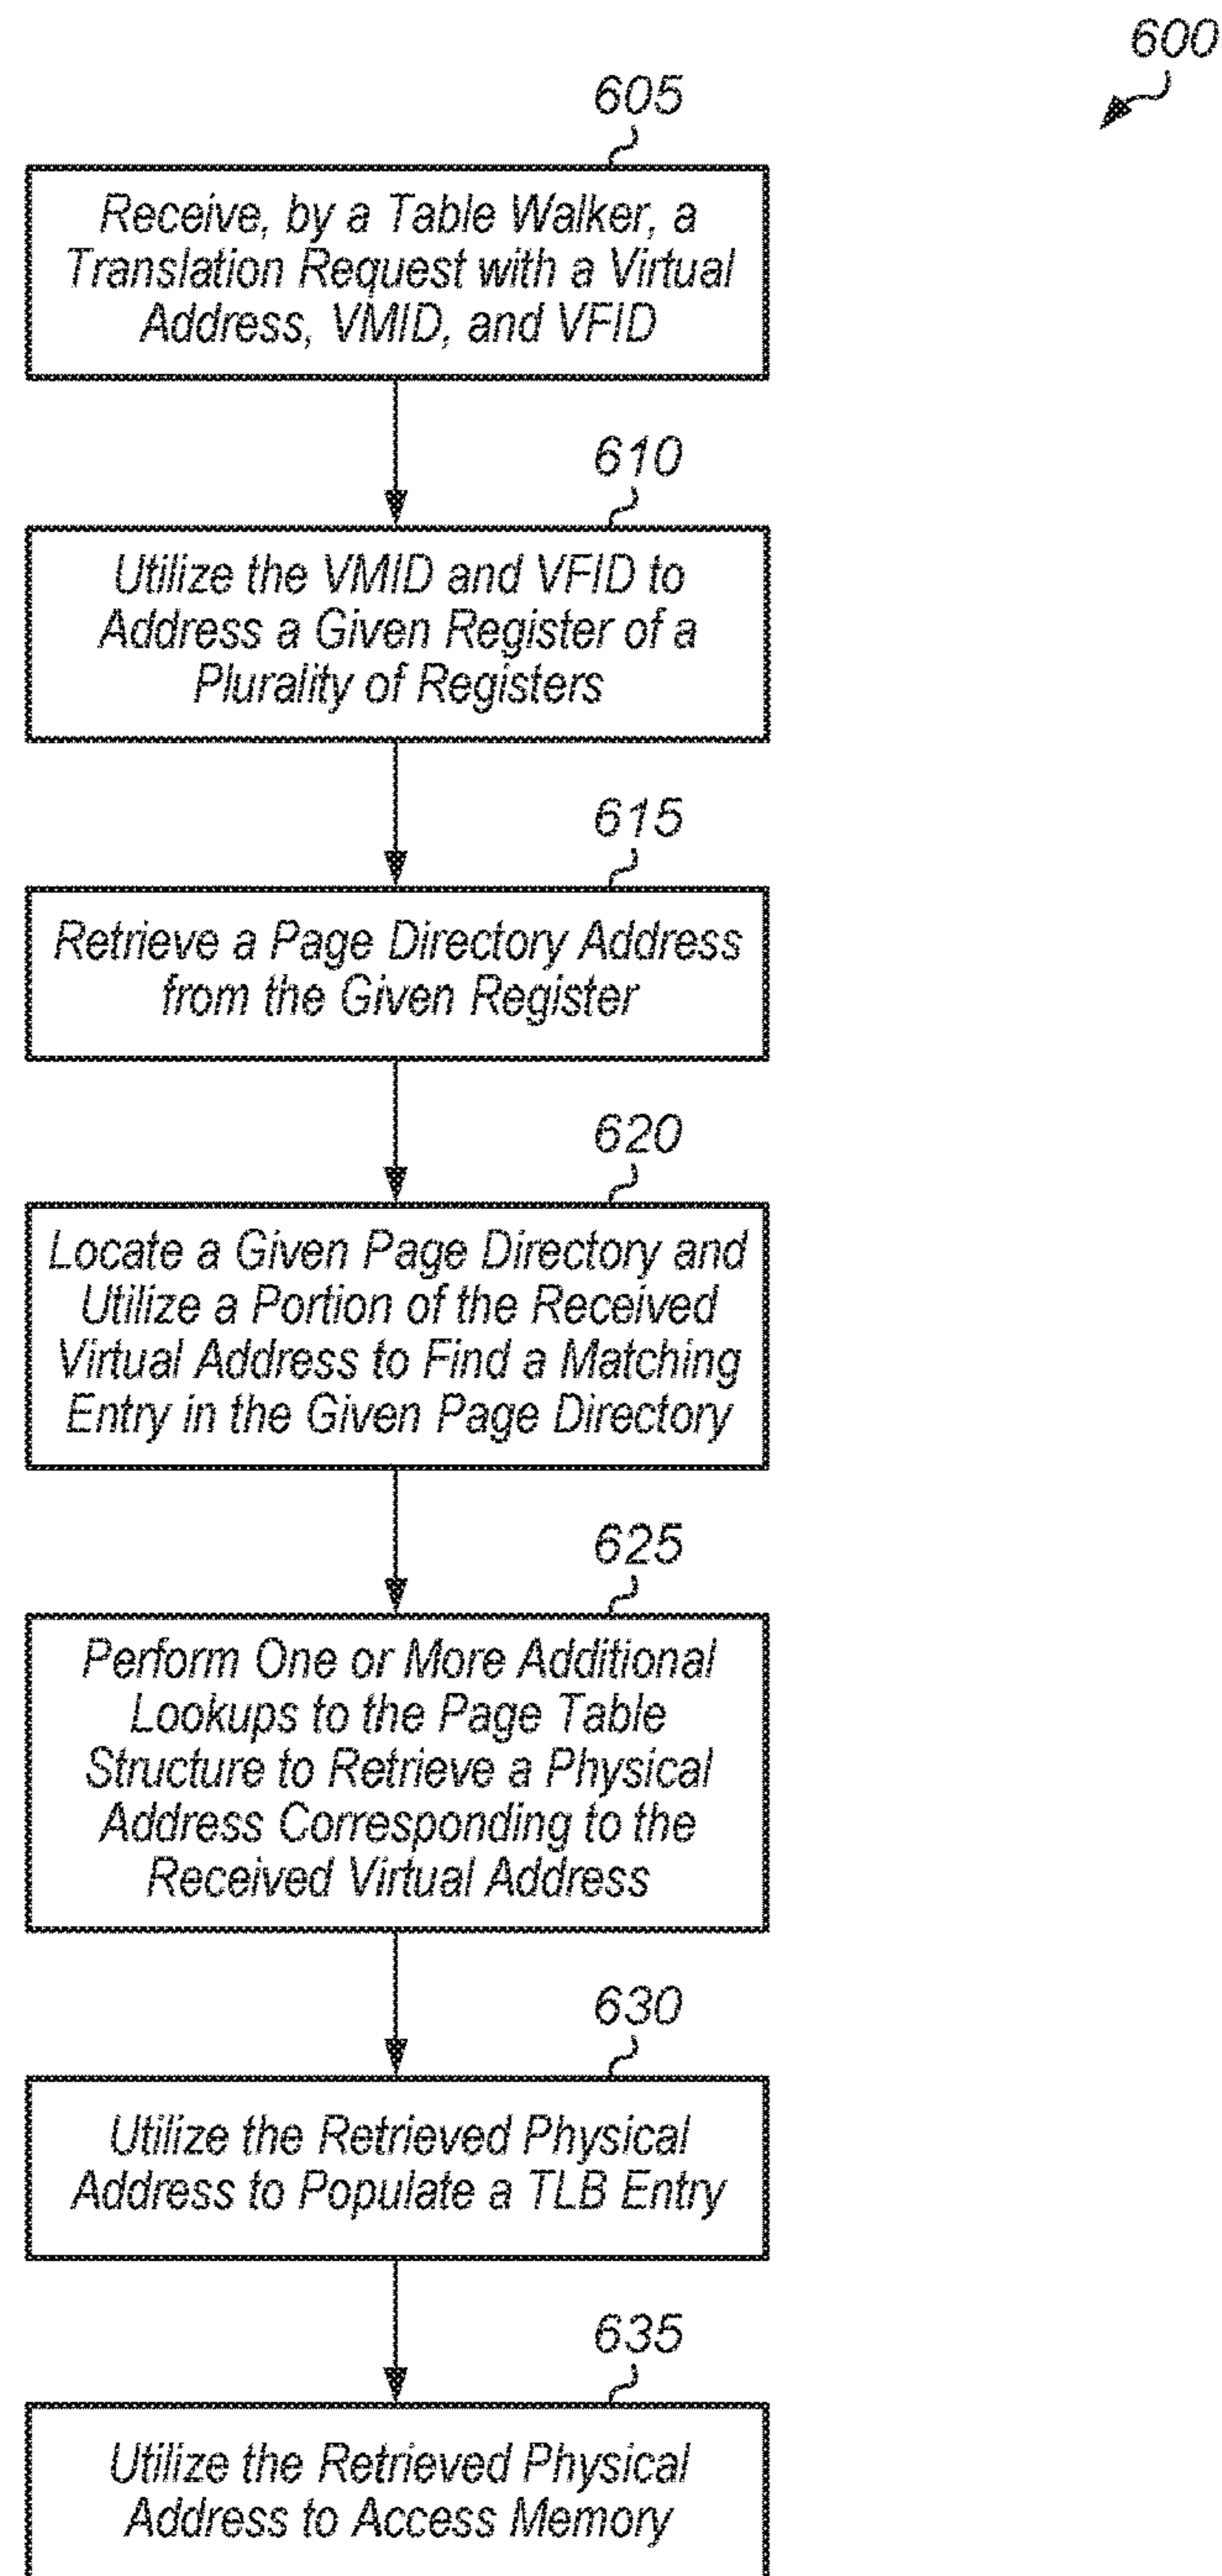 600
605
Receive, by a Table Walker, a
Translation Request with a Virtual
Address, VMID, and VFID
610
Utilize the VMID and VFID to
Address a Given Register of a
Plurality of Registers
615
Retrieve a Page Directory Address
from the Given Register
620
Locate a Given Page Directory and
Utilize a Portion of the Received
Virtual Address to Find a Matching
Entry in the Given Page Directory
625
Perform One or More Additional
Lookups to the Page Table
Structure to Retrieve a Physical
Address Corresponding to the
Received Virtual Address
630
Utilize the Retrieved Physical
Address to Populate a TLB Entry
635
Utilize the Retrieved Physical
Address to Access Memory